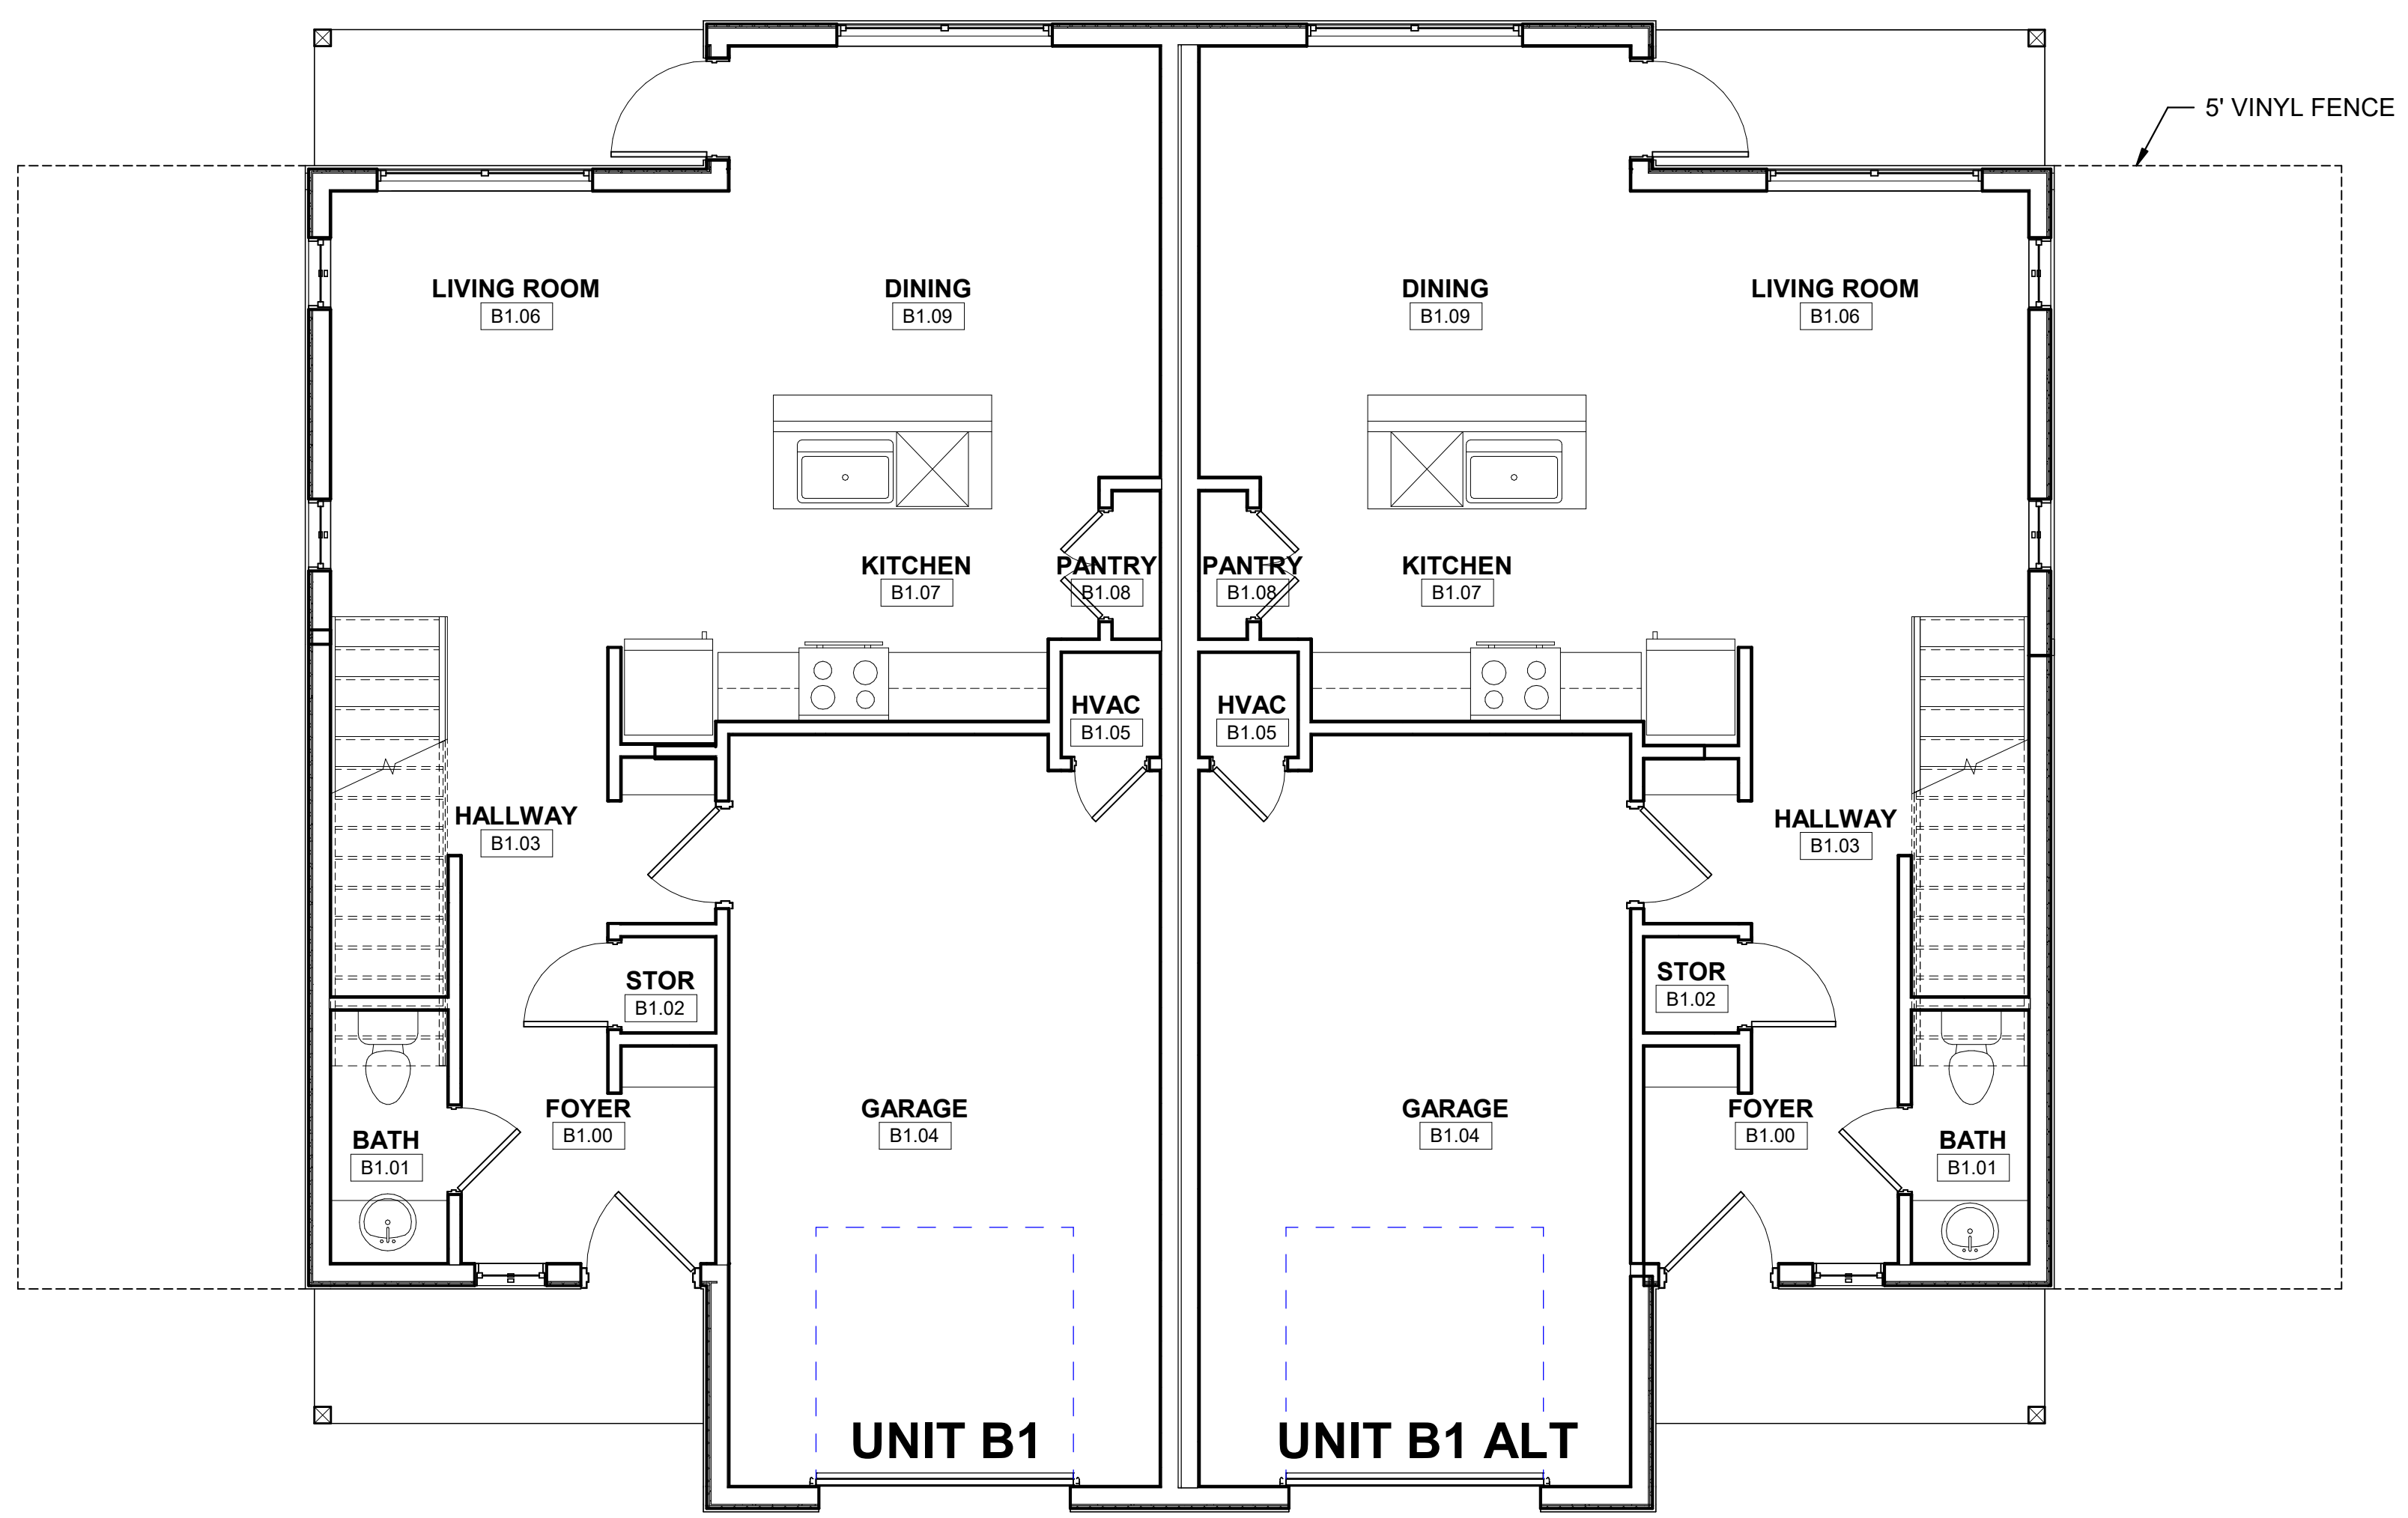 5' VINYL FENCE
LIVING ROOM
B1.06
DINING
B1.09
DINING
B1.09
LIVING ROOM
B1.06
KITCHEN
B1.07
PANTRY
B1.08
PANTRY
B1.08
KITCHEN
B1.07
HVAC
B1.05
HVAC
B1.05
HALLWAY
B1.03
HALLWAY
B1.03
STOR
B1.02
STOR
B1.02
FOYER
B1.00
GARAGE
B1.04
GARAGE
B1.04
FOYER
B1.00
BATH
B1.01
BATH
B1.01
UNIT B1
UNIT B1 ALT